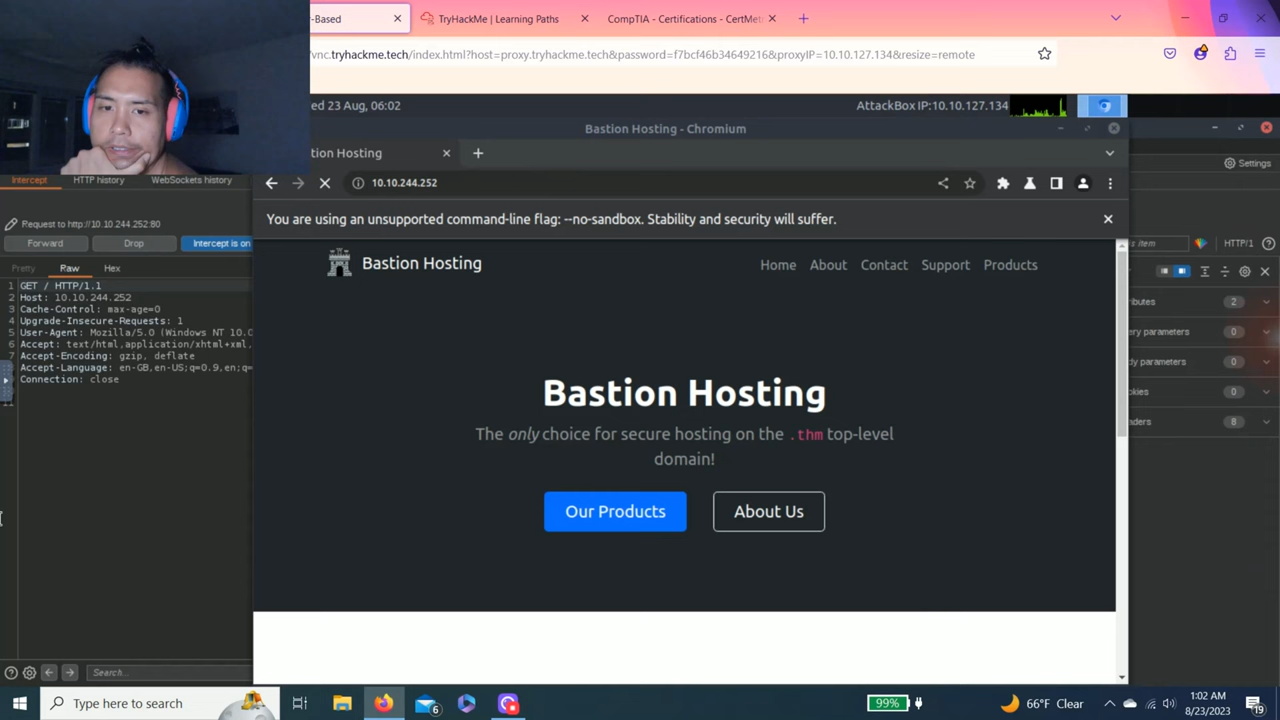 -Based
TryHackMe | Learning Paths
CompTIA - Certifications - CertMet
vnc.tryhackme.tech/index.html?host=proxy.tryhackme.tech&password=f7bcf46b34649216&proxyIP=10.10.127.134&resize=remote
ed 23 Aug, 06:02
AttackBox IP:10.10.127.134
Bastion Hosting - Chromium
tion Hosting
Settings
Intercept
HTTP history
WebSockets history
10.10.244.252
Request to http://10.10.244.252:80
You are using an unsupported command-line flag: --no-sandbox. Stability and security will suffer.
Forward
Drop
Intercept is on
item
HTTP/1
Pretty
Raw
Hex
Bastion Hosting
Home
About
Contact
Support
Products
1 GET / HTTP/1.1
2 Host: 10.10.244.252
3 Cache-Control: max-age=0
4 Upgrade-Insecure-Requests: 1
5 User-Agent: Mozilla/5.0 (Windows NT 10.0
6 Accept: text/html,application/xhtml+xml,
7 Accept-Encoding: gzip, deflate
8 Accept-Language: en-GB,en-US;q=0.9,en;q=
9 Connection: close
ibutes 2
ery parameters 0
dy parameters 0
okies 0
aders 8
Bastion Hosting
The only choice for secure hosting on the .thm top-level
domain!
Our Products
About Us
Search...
Type here to search
6
99%
66°F Clear
1:02 AM
8/23/2023
19